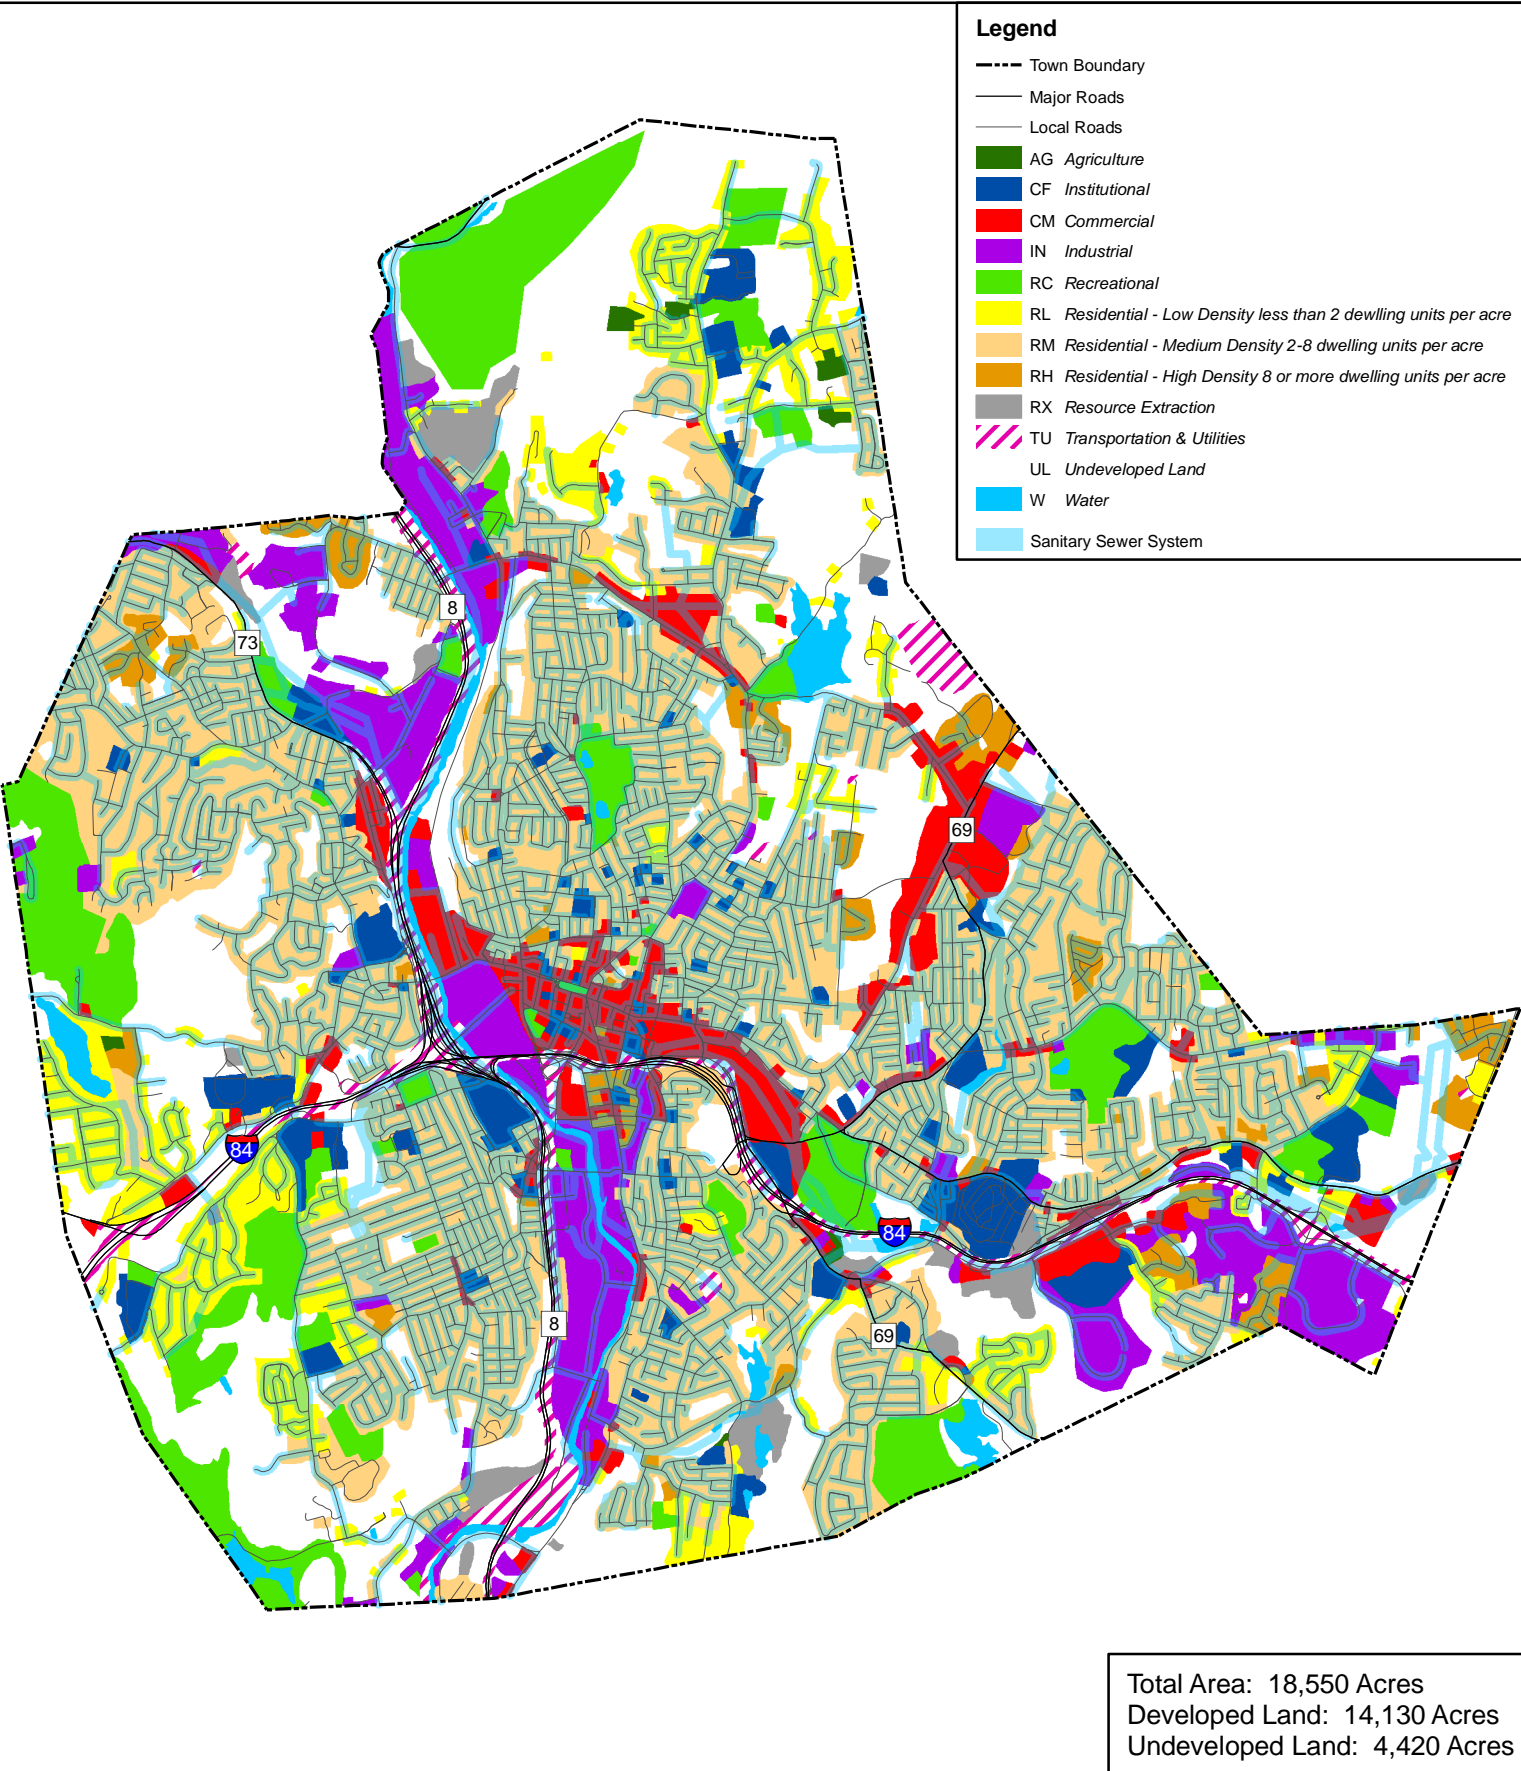 Legend
Town Boundary
Major Roads
Local Roads
AG Agriculture
CF Institutional
CM Commercial
IN Industrial
RC Recreational
RL Residential - Low Density less than 2 dewlling units per acre
RM Residential - Medium Density 2-8 dwelling units per acre
RH Residential - High Density 8 or more dwelling units per acre
RX Resource Extraction
TU Transportation & Utilities
UL Undeveloped Land
W Water
Sanitary Sewer System
8
73
69
84
84
8
69
Total Area: 18,550 Acres
Developed Land: 14,130 Acres
Undeveloped Land: 4,420 Acres